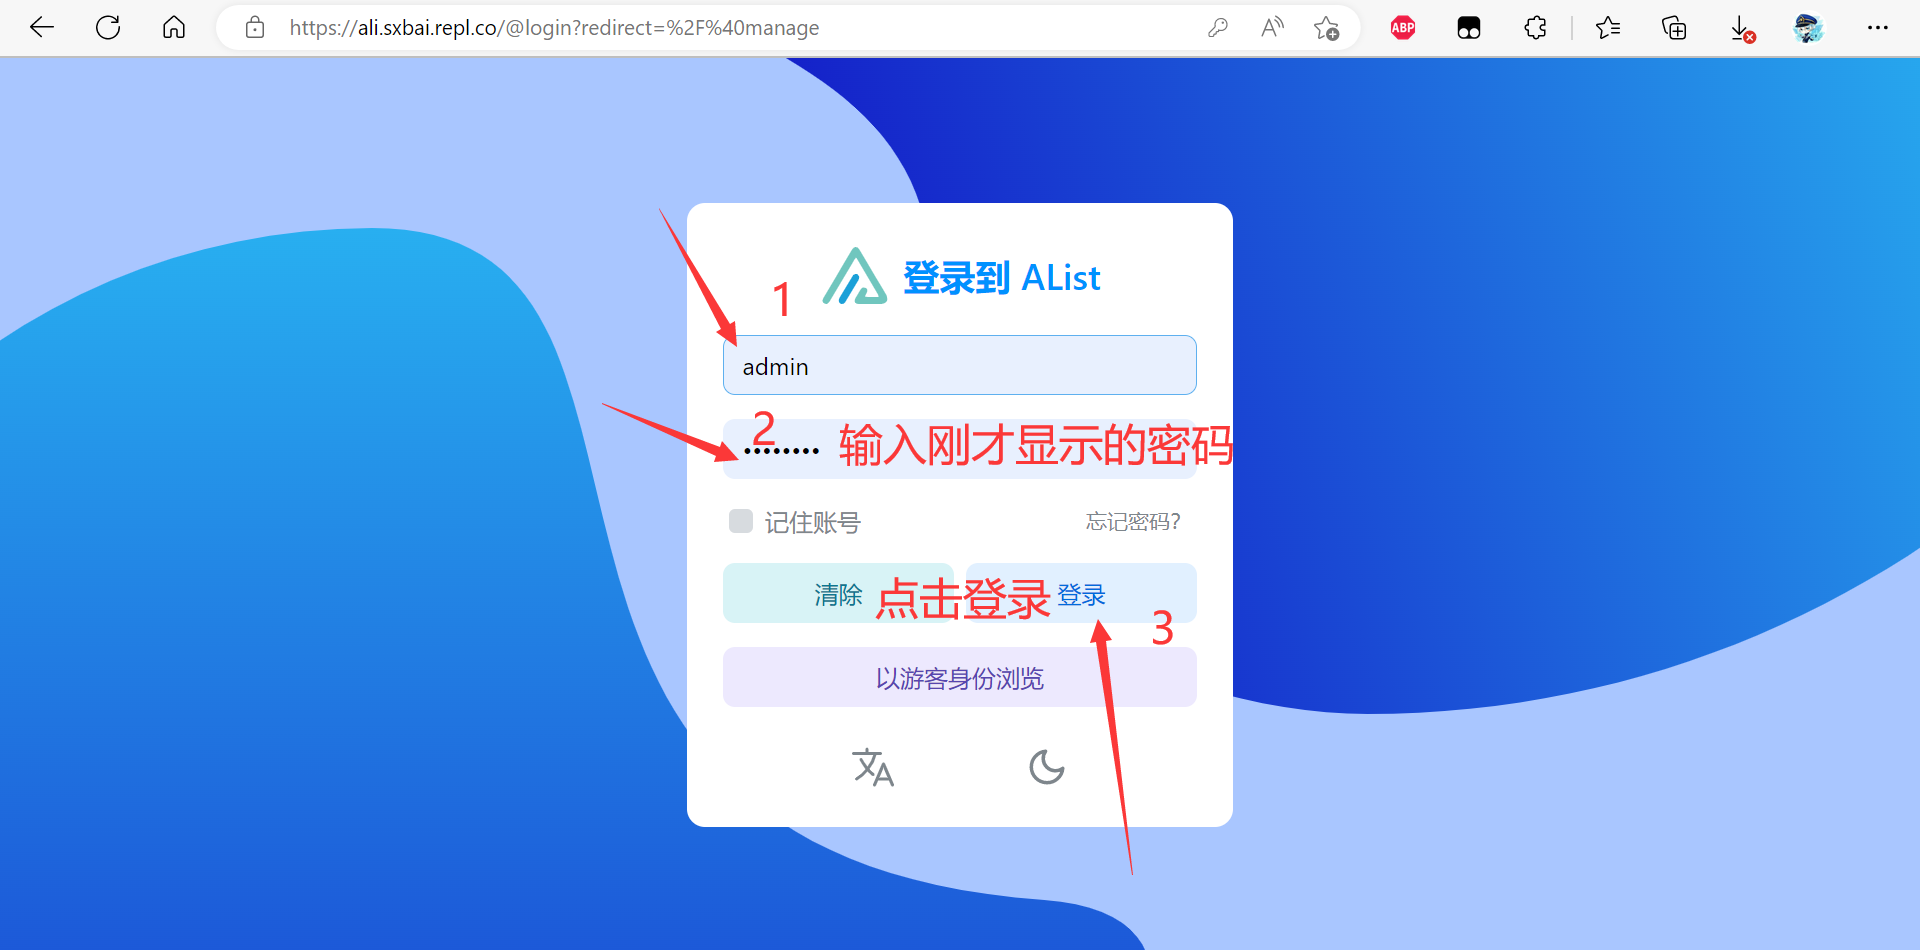 https://ali.sxbai.repl.co/@login?redirect=%2F%40manage
ABP
登录到 AList
1
admin
2
•••••••• 输入刚才显示的密码
记住账号 忘记密码?
清除 点击登录 登录
3
以游客身份浏览